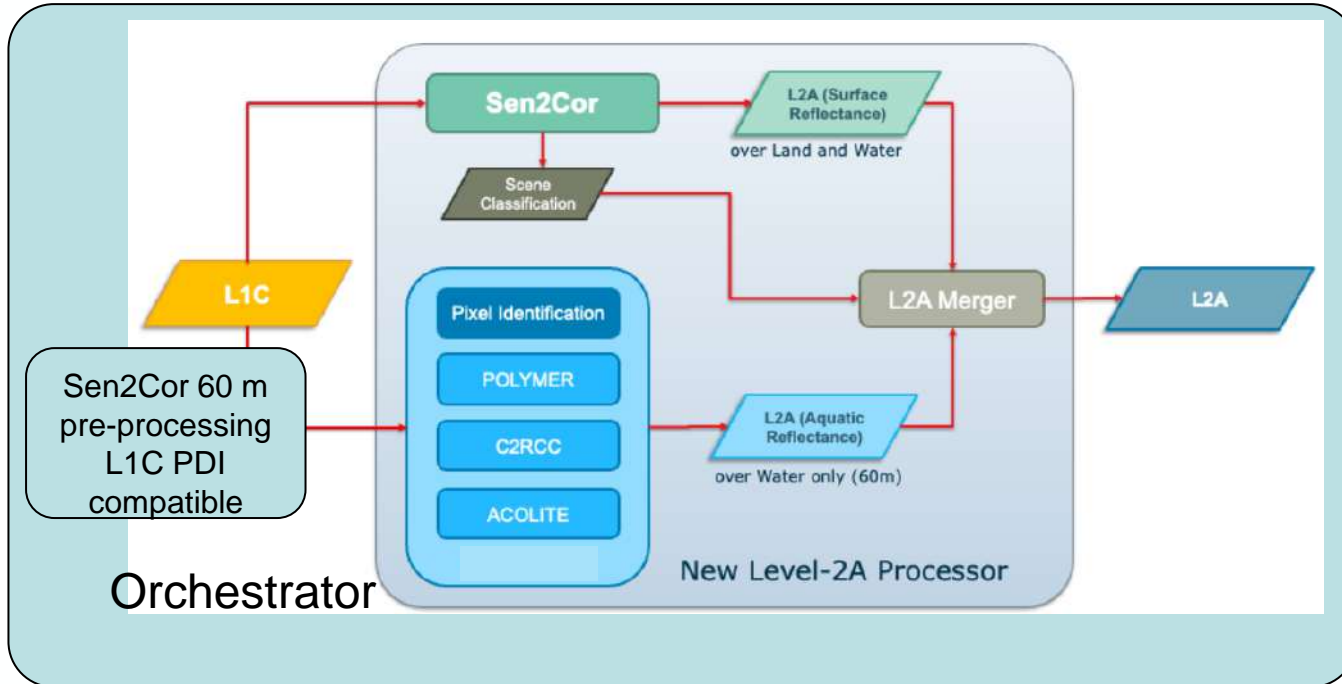 Sen2Cor
L2A (Surface
Reflectance)
over Land and Water
Scene
Classification
L1C
Pixel Identification
L2A Merger
L2A
Sen2Cor 60 m
pre-processing
L1C PDI
compatible
POLYMER
C2RCC
ACOLITE
L2A (Aquatic
Reflectance)
over Water only (60m)
New Level-2A Processor
Orchestrator